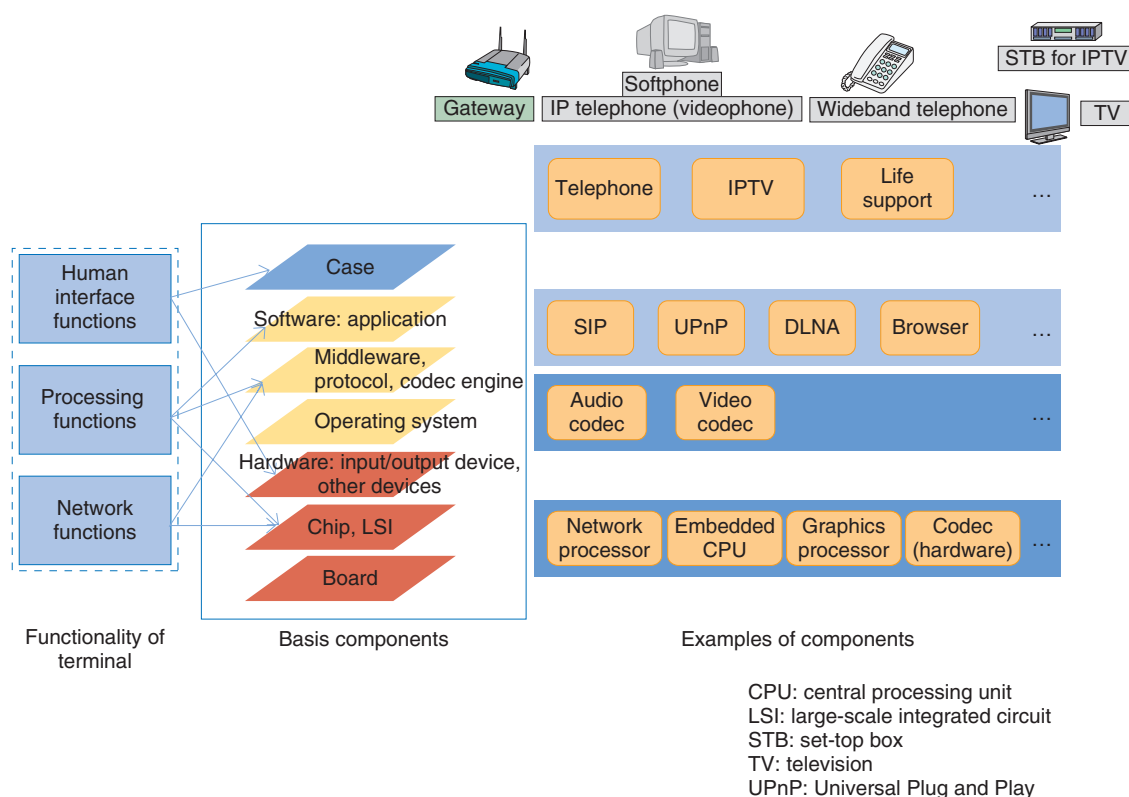 STB for IPTV
Softphone
Gateway
IP telephone (videophone)
Wideband telephone
TV
Telephone
IPTV
Life
support
...
Human
interface
functions
Processing
functions
Network
functions
Case
Software: application
Middleware,
protocol, codec engine
Operating system
Hardware: input/output device,
other devices
Chip, LSI
Board
SIP
UPnP
DLNA
Browser
...
Audio
codec
Video
codec
...
Network
processor
Embedded
CPU
Graphics
processor
Codec
(hardware)
...
Functionality of
terminal
Basis components
Examples of components
CPU: central processing unit
LSI: large-scale integrated circuit
STB: set-top box
TV: television
UPnP: Universal Plug and Play